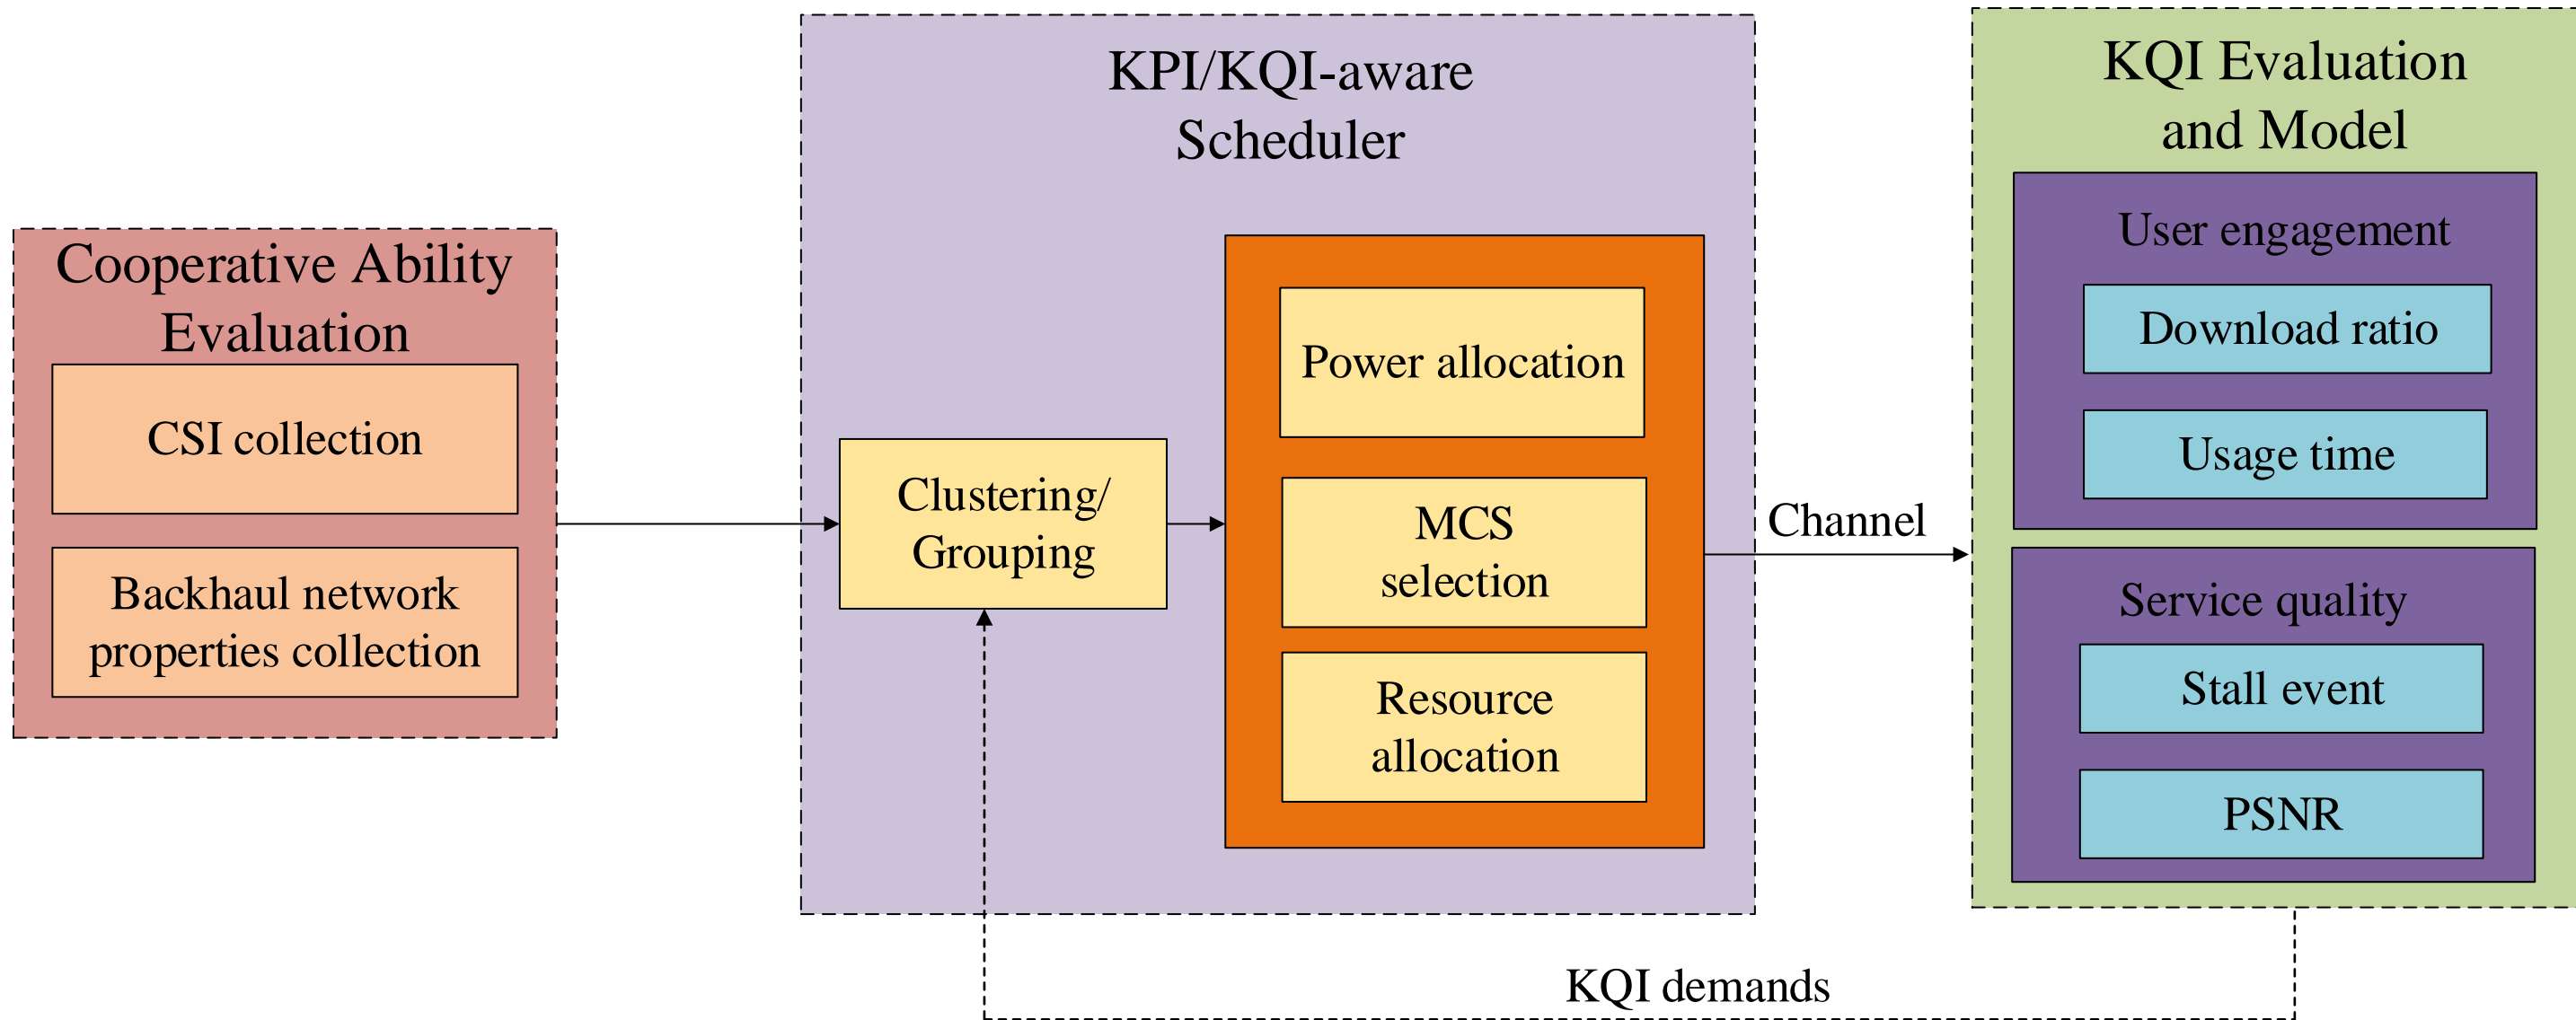 Cooperative Ability
Evaluation
CSI collection
Backhaul network
properties collection
KPI/KQI-aware
Scheduler
Clustering/
Grouping
Power allocation
MCS
selection
Resource
allocation
Channel
KQI Evaluation
and Model
User engagement
Download ratio
Usage time
Service quality
Stall event
PSNR
KQI demands